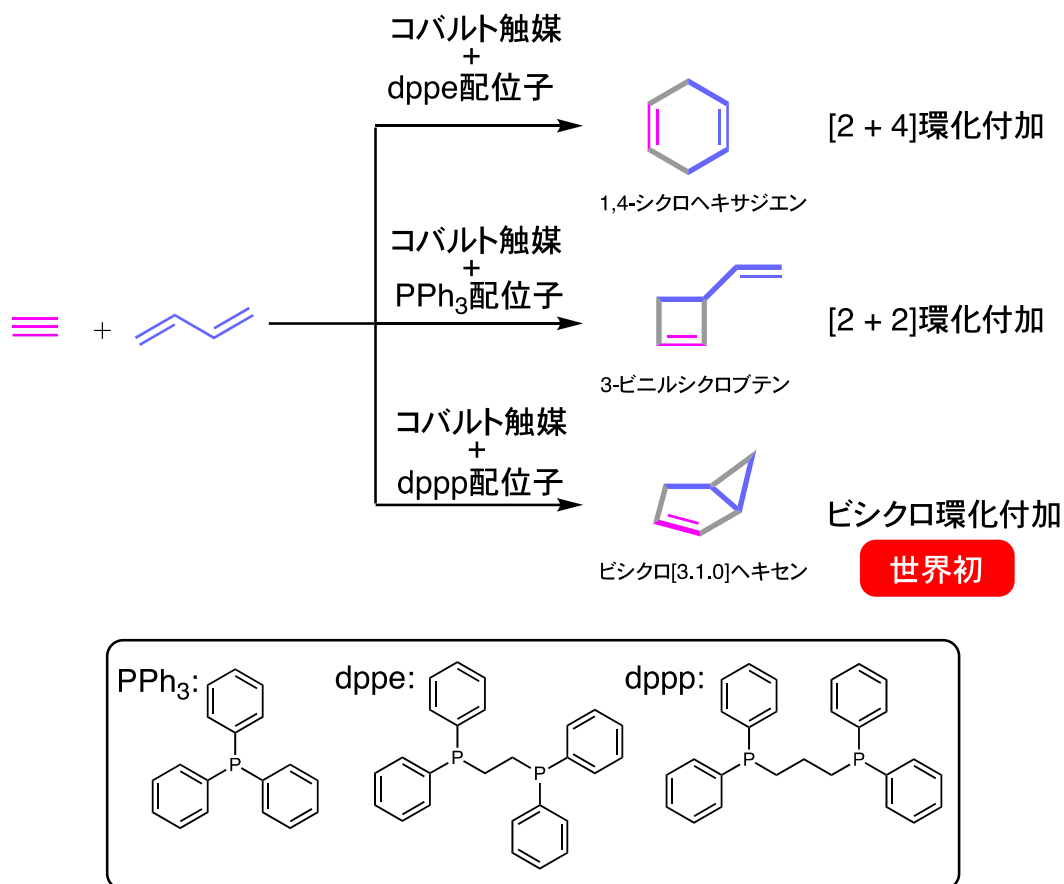 コバルト触媒
+
dppe配位子
[2 + 4]環化付加
1,4-シクロヘキサジエン
コバルト触媒
+
PPh₃配位子
+
[2 + 2]環化付加
3-ビニルシクロブテン
コバルト触媒
+
dppp配位子
ビシクロ環化付加
ビシクロ[3.1.0]ヘキセン
世界初
PPh₃:
dppe:
dppp:
P
P
P
P
P